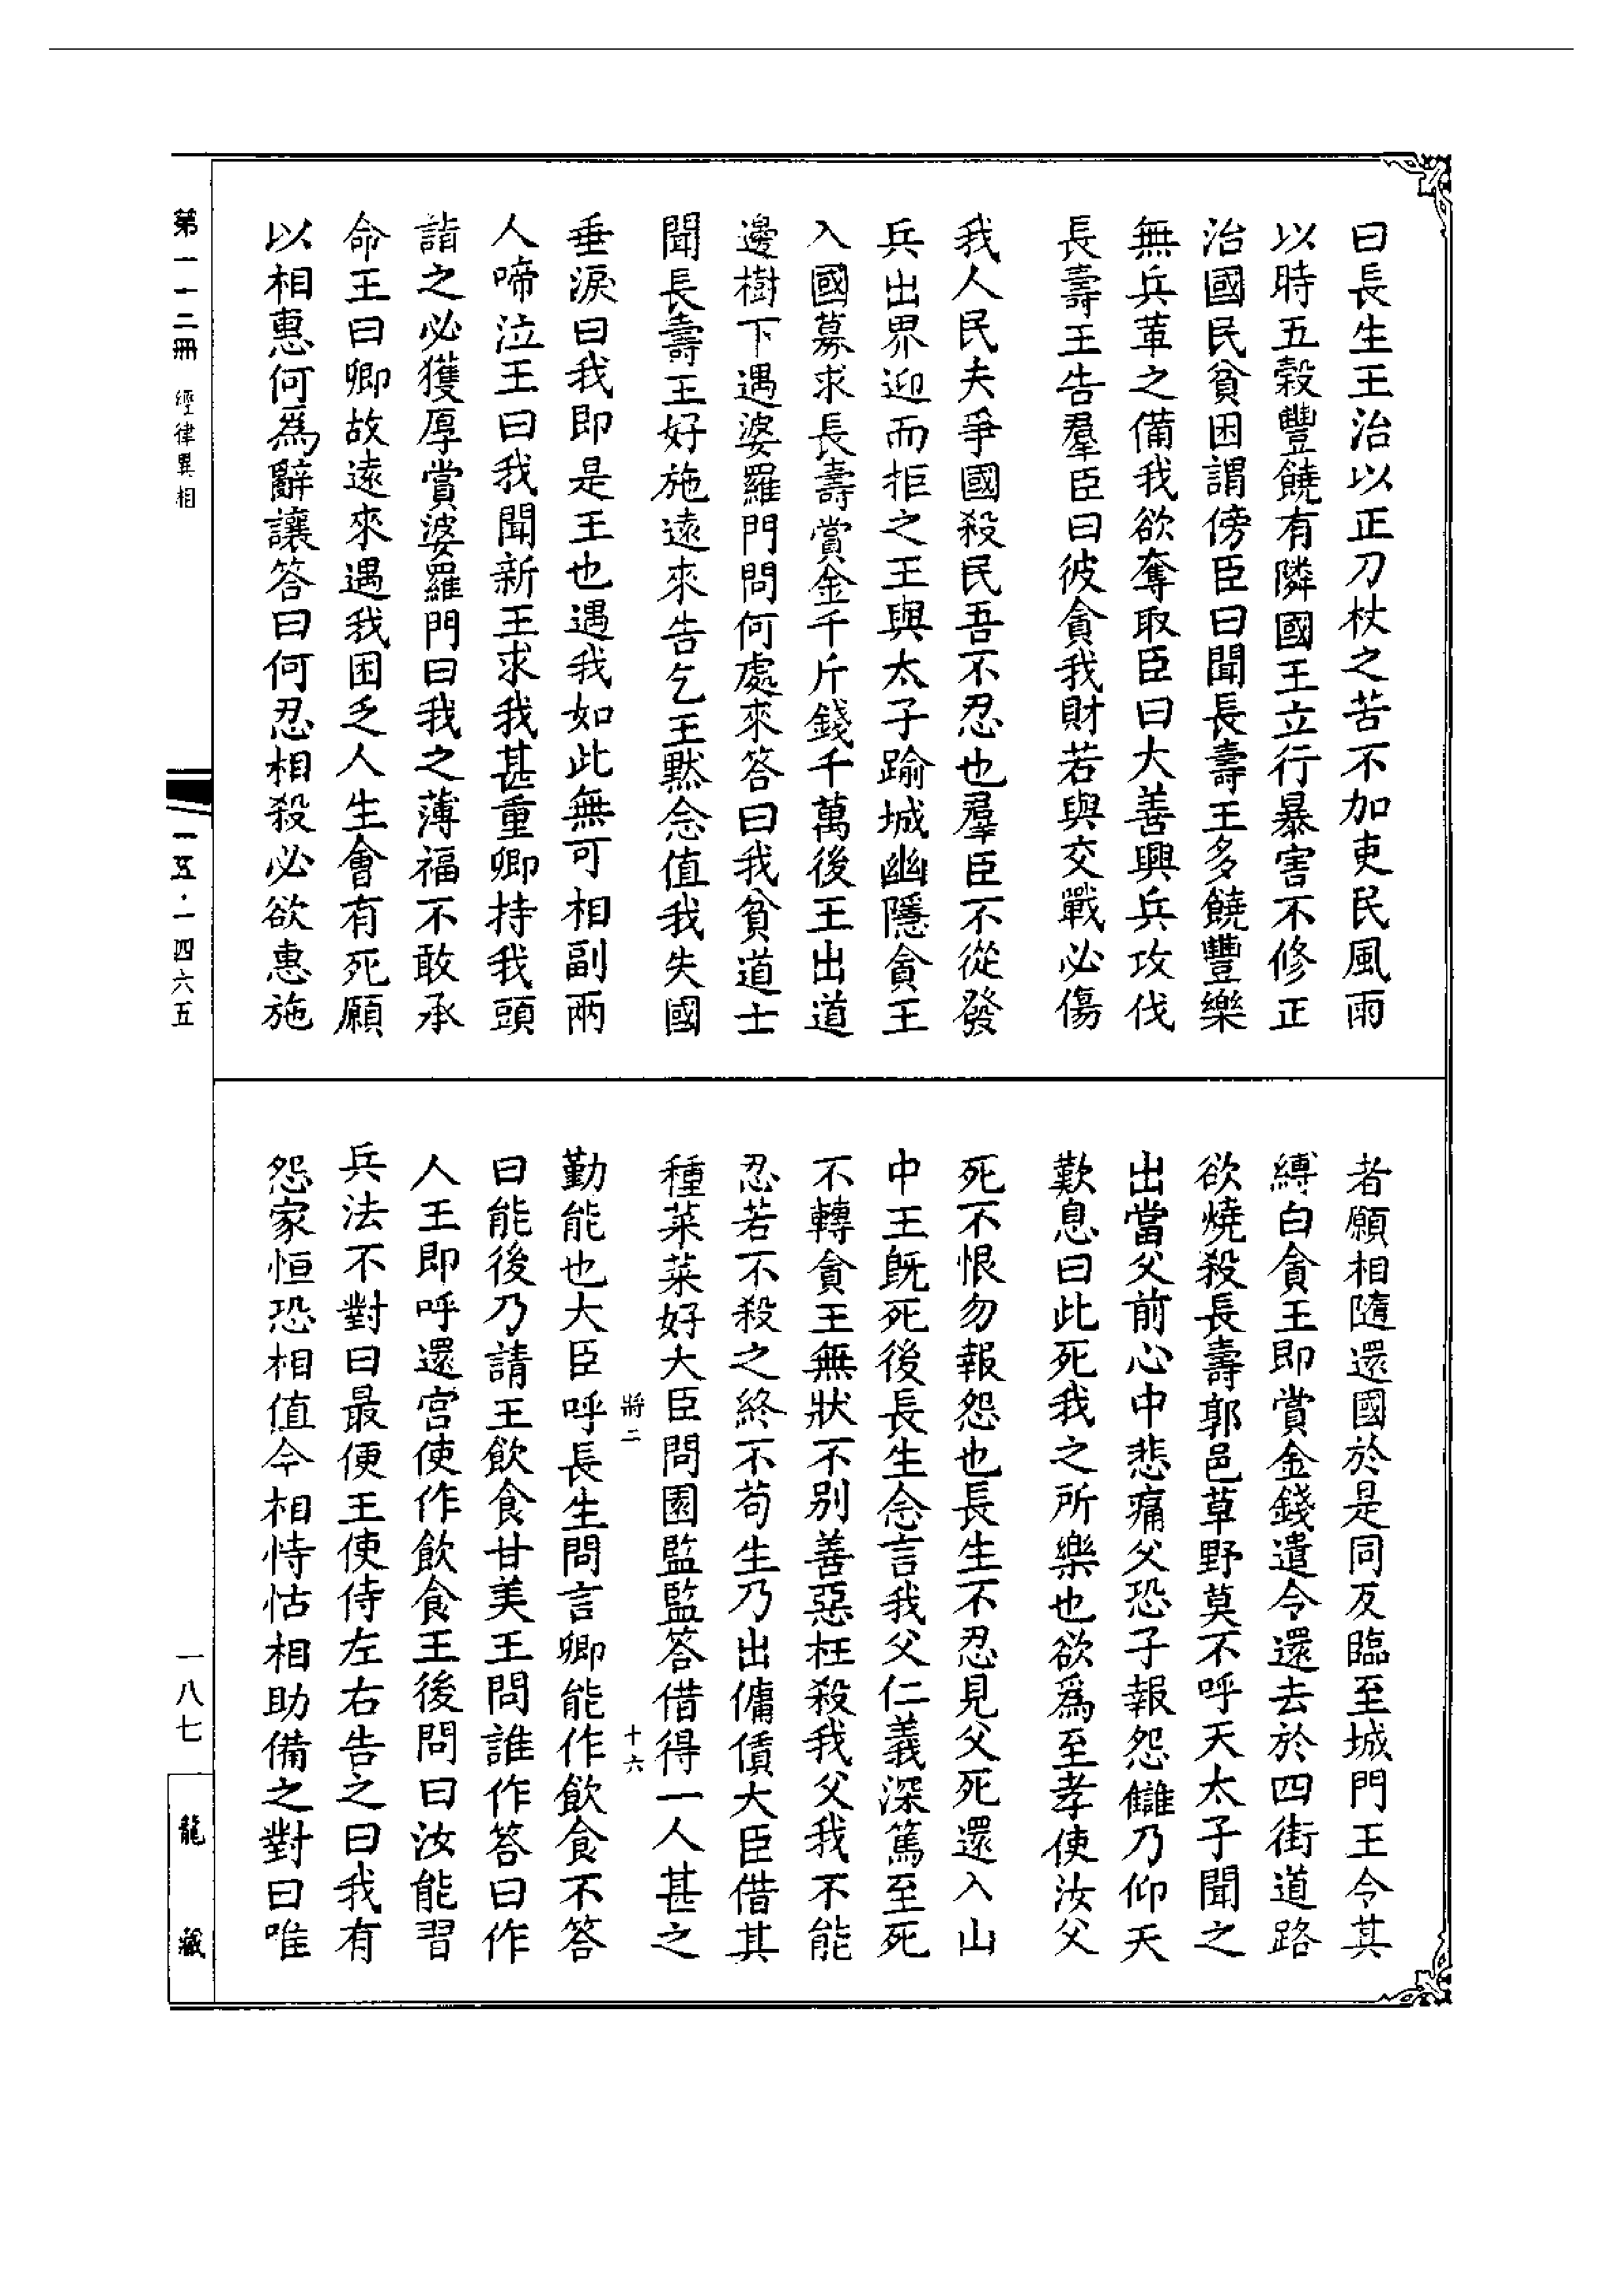 曰長生王治以正刀杖之苦不加吏民風雨
以時五穀豐饒有隣國王立行暴害不修正
治國民貧困謂傍臣曰聞長壽王多饒豐樂
無兵革之備我欲奪取臣曰大善興兵攻伐
長壽王告羣臣曰彼貪我財若與交戰必傷
我人民夫爭國殺民吾不忍也羣臣不從發
兵出界迎而拒之王與太子踰城幽隱貪王
入國募求長壽賞金千斤錢千萬後王出道
邊樹下遇婆羅門問何處來答曰我貧道士
聞長壽王好施遠來告乞王默念值我失國
垂淚曰我即是王也遇我如此無可相副兩
人啼泣王曰我聞新王求我甚重卿持我頭
詣之必獲厚賞婆羅門曰我之薄福不敢承
命王曰卿故遠來遇我困乏人生會有死願
以相惠何爲辭讓答曰何忍相殺必欲惠施
者願相隨還國於是同反臨至城門王令其
縛白貪王即賞金錢遣令還去於四街道路
欲燒殺長壽郭邑草野莫不呼天太子聞之
出當父前心中悲痛父恐子報怨讎乃仰天
歎息曰此死我之所樂也欲爲至孝使汝父
死不恨勿報怨也長生不忍見父死還入山
中王旣死後長生念言我父仁義深篤至死
不轉貪王無狀不別善惡枉殺我父我不能
忍若不殺之終不苟生乃出傭債大臣借其
種菜菜好大臣問園監監答借得一人甚之
將二
十六
勤能也大臣呼長生問言卿能作飲食不答
曰能後乃請王飲食甘美王問誰作答曰作
人王即呼還宮使作飲食王後問曰汝能習
兵法不對曰最便王使侍左右告之曰我有
怨家恒恐相值今相恃怙相助備之對曰唯
第一一二冊 經律異相
一五·一四六五
一八七
龍藏